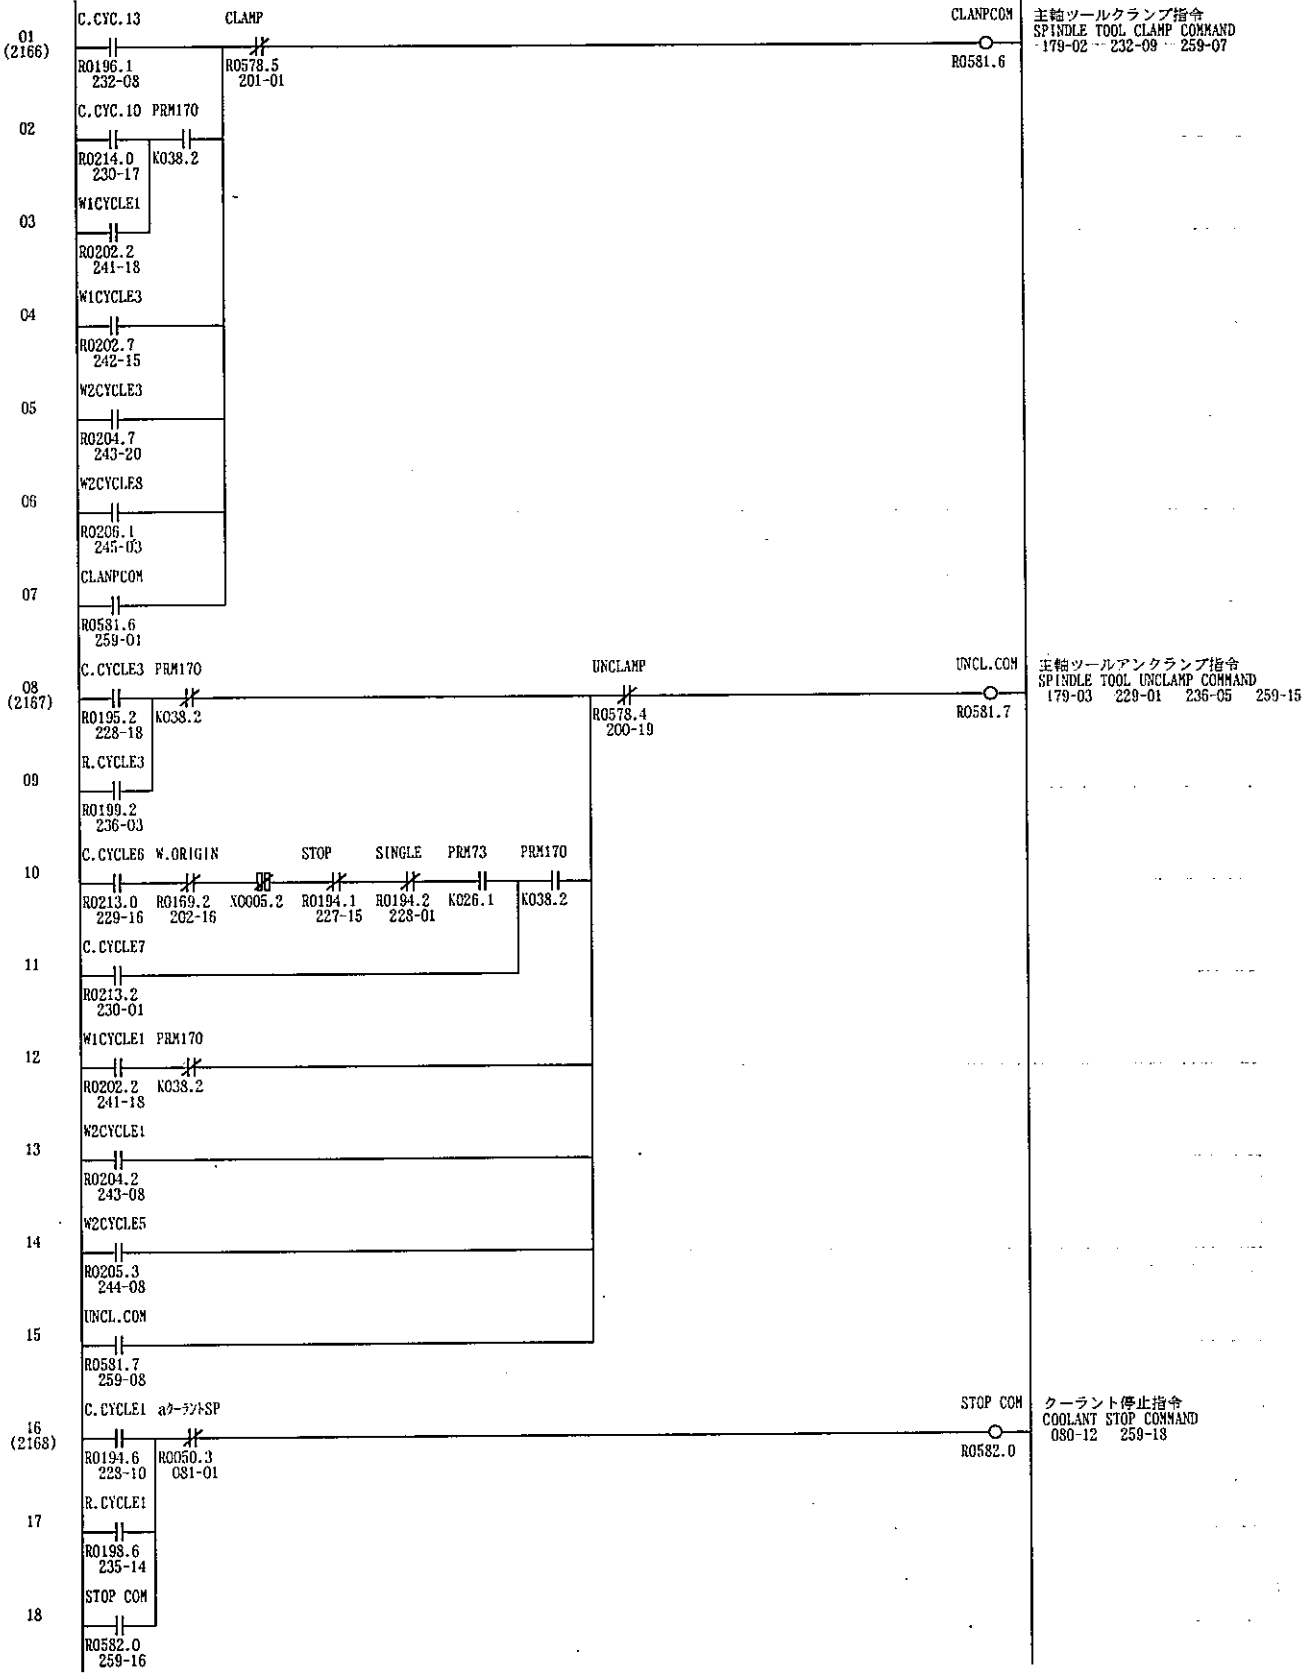 C.CYC.13 CLAMP CLANPCOM 主軸ツールクランプ指令
01 SPINDLE TOOL CLAMP COMMAND
(2166) 179-02 232-09 259-07
R0196.1 R0578.5 R0581.6
232-08 201-01
C.CYC.10 PRM170
02
R0214.0 K038.2
230-17
W1CYCLE1
03
R0202.2
241-18
W1CYCLE3
04
R0202.7
242-15
W2CYCLE3
05
R0204.7
243-20
W2CYCLE8
06
R0206.1
245-03
CLANPCOM
07
R0581.6
259-01
C.CYCLE3 PRM170 UNCLAMP UNCL.COM 主軸ツールアンクランプ指令
08 SPINDLE TOOL UNCLAMP COMMAND
(2167) 179-03 229-01 236-05 259-15
R0195.2 K038.2 R0578.4 R0581.7
228-18 200-19
R.CYCLE3
09
R0199.2
236-03
C.CYCLE6 W.ORIGIN STOP SINGLE PRM73 PRM170
10
R0213.0 R0169.2 X0005.2 R0194.1 R0194.2 K026.1 K038.2
229-16 202-16 227-15 228-01
C.CYCLE7
11
R0213.2
230-01
W1CYCLE1 PRM170
12
R0202.2 K038.2
241-18
W2CYCLE1
13
R0204.2
243-08
W2CYCLE5
14
R0205.3
244-08
UNCL.COM
15
R0581.7
259-08
C.CYCLE1 aクーラントSP STOP COM クーラント停止指令
16 COOLANT STOP COMMAND
(2168) 080-12 259-18
R0194.6 R0050.3 R0582.0
228-10 081-01
R.CYCLE1
17
R0198.6
235-14
STOP COM
18
R0582.0
259-16